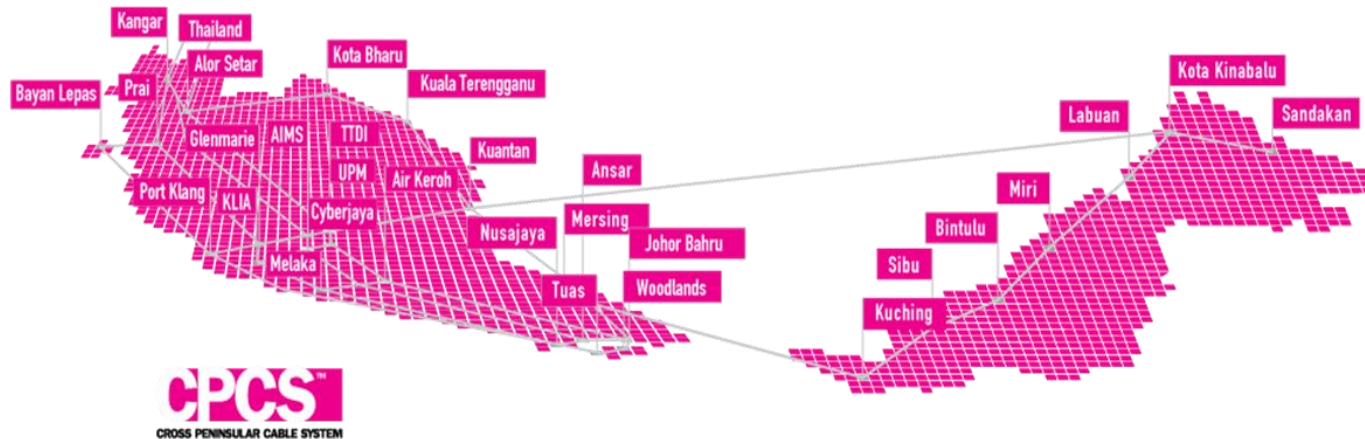 Kangar
Thailand
Alor Setar
Bayan Lepas
Prai
Kota Bharu
Kuala Terengganu
Glenmarie
AIMS
TTDI
Kuantan
UPM
Air Keroh
Port Klang
KLIA
Cyberjaya
Melaka
Ansar
Nusajaya
Mersing
Johor Bahru
Tuas
Woodlands
Kota Kinabalu
Labuan
Sandakan
Miri
Bintulu
Sibu
Kuching
CPCS™
CROSS PENINSULAR CABLE SYSTEM